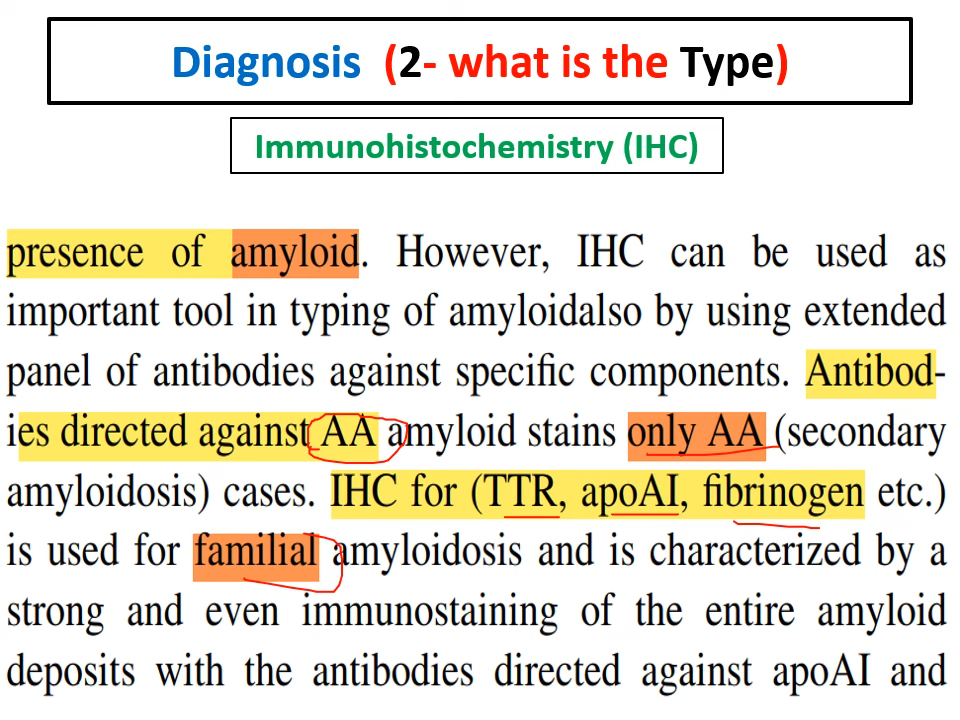 Diagnosis (2- what is the Type)
Immunohistochemistry (IHC)
presence of amyloid. However, IHC can be used as
important tool in typing of amyloidalso by using extended
panel of antibodies against specific components. Antibod-
ies directed against AA amyloid stains only AA (secondary
amyloidosis) cases. IHC for (TTR, apoAI, fibrinogen etc.)
is used for familial amyloidosis and is characterized by a
strong and even immunostaining of the entire amyloid
deposits with the antibodies directed against apoAI and